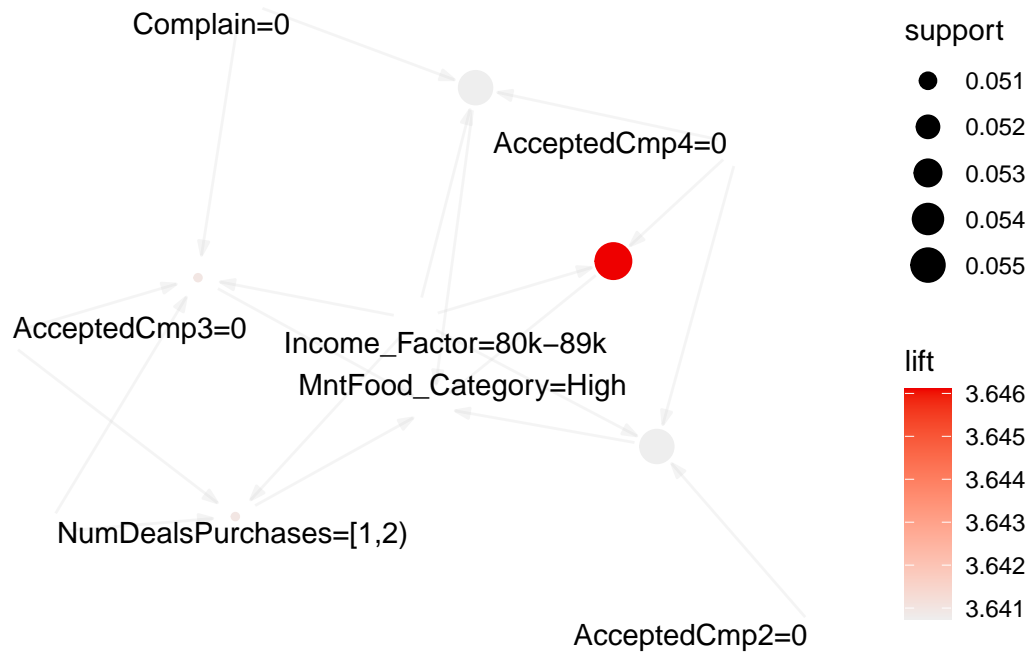 Complain=0
AcceptedCmp4=0
AcceptedCmp3=0
Income_Factor=80k−89k
MntFood_Category=High
NumDealsPurchases=[1,2)
AcceptedCmp2=0
support
0.051
0.052
0.053
0.054
0.055
lift
3.646
3.645
3.644
3.643
3.642
3.641